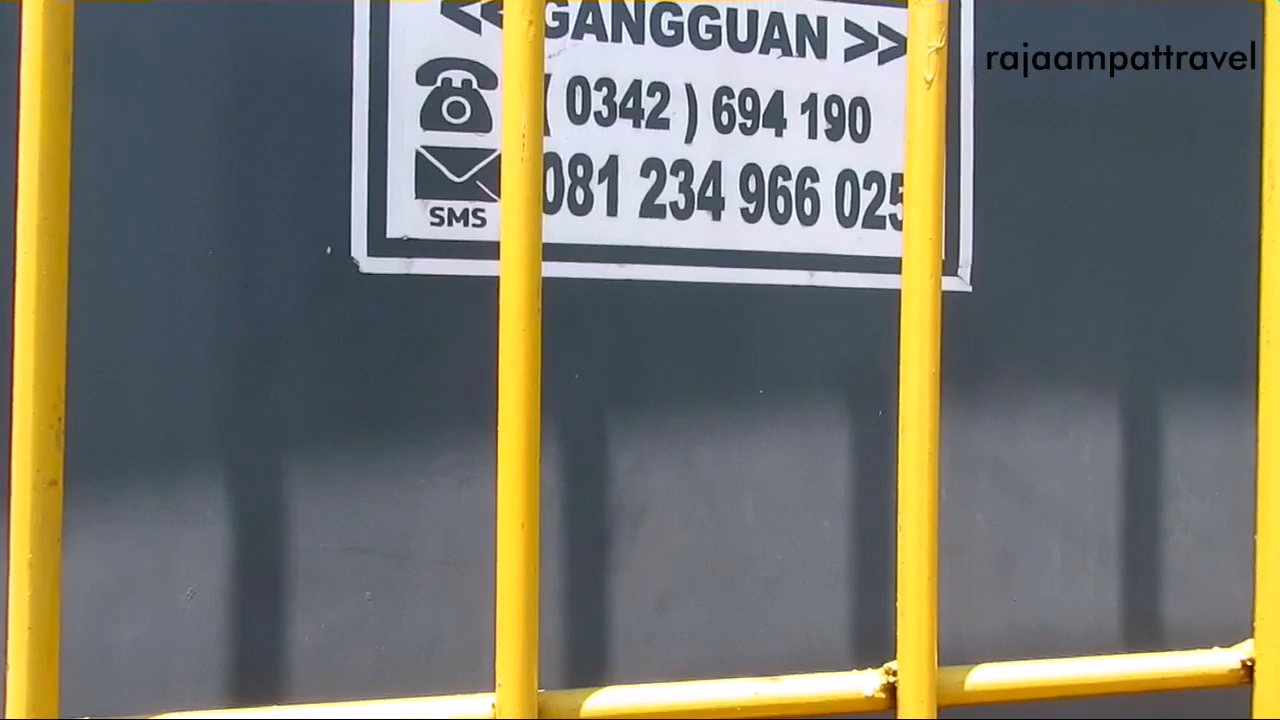 << GANGGUAN >>
( 0342 ) 694 190
081 234 966 025
SMS
rajaampattravel